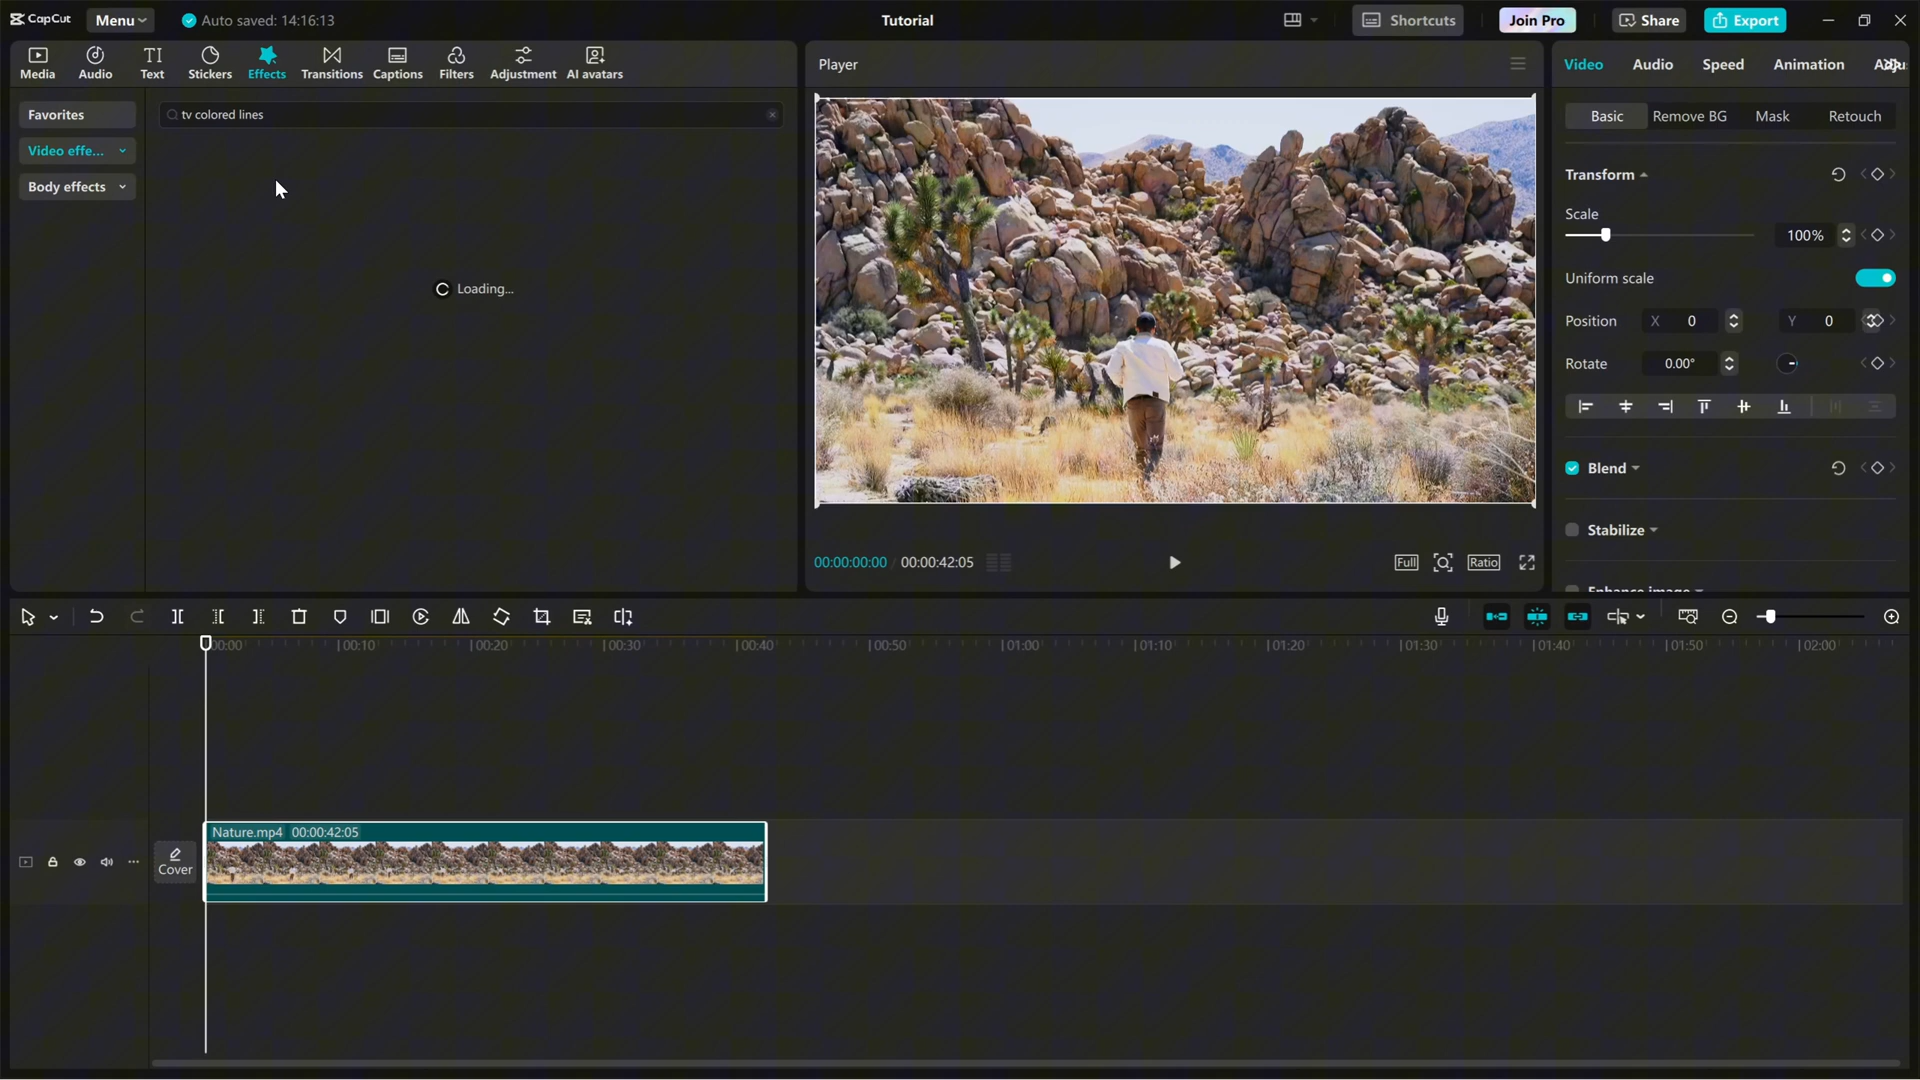 CapCut
Menu
Auto saved: 14:16:13
Tutorial
Shortcuts
Join Pro
Share
Export
Media
Audio
Text
Stickers
Effects
Transitions
Captions
Filters
Adjustment
AI avatars
Player
Video
Audio
Speed
Animation
Favorites
tv colored lines
Video effe...
Body effects
Loading...
Basic
Remove BG
Mask
Retouch
Transform
Scale
100%
Uniform scale
Position
X 0
Y 0
Rotate
0.00°
Blend
Stabilize
Enhance image
00:00:00:00 / 00:00:42:05
Full
Ratio
00:00
00:10
00:20
00:30
00:40
00:50
01:00
01:10
01:20
01:30
01:40
01:50
02:00
Nature.mp4 00:00:42:05
Cover